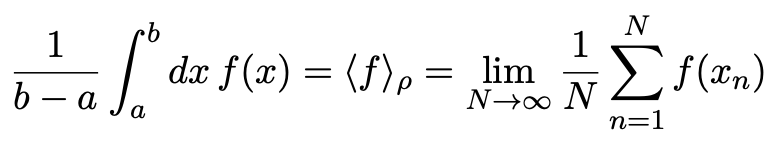 \frac{1}{b-a} \int_a^b dx\, f(x) = \langle f \rangle_\rho = \lim_{N \to \infty} \frac{1}{N} \sum_{n=1}^{N} f(x_n)